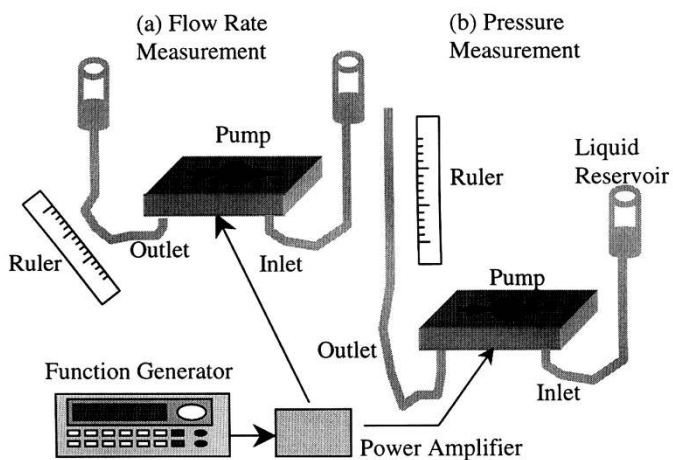 (a) Flow Rate
Measurement
(b) Pressure
Measurement
Pump
Ruler
Outlet
Inlet
Ruler
Liquid
Reservoir
Pump
Outlet
Inlet
Function Generator
Power Amplifier